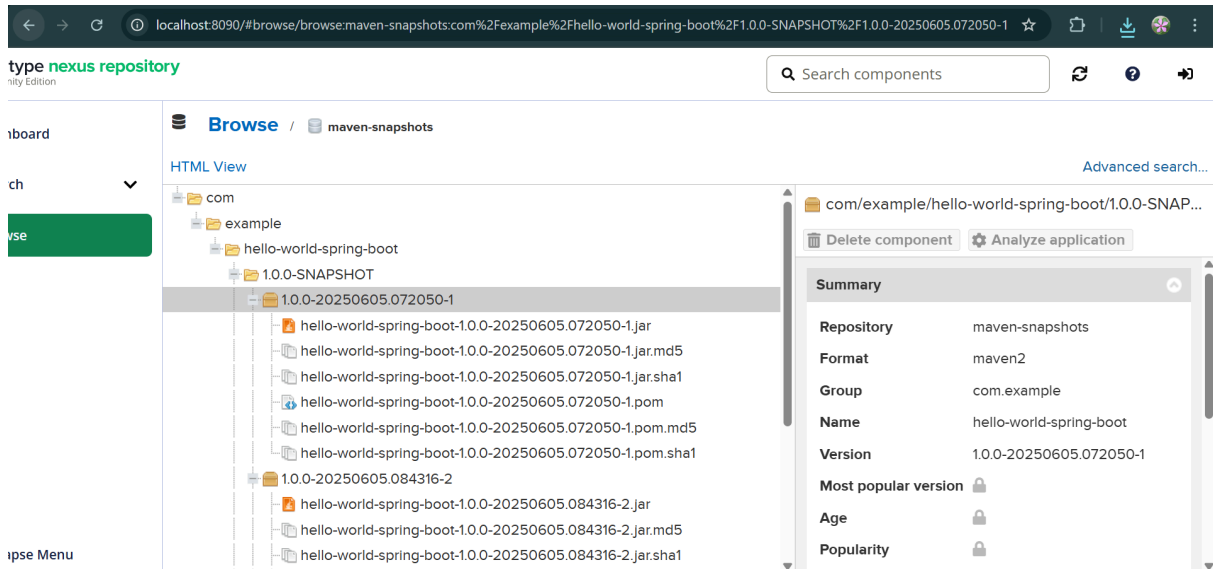 localhost:8090/#browse/browse:maven-snapshots:com%2Fexample%2Fhello-world-spring-boot%2F1.0.0-SNAPSHOT%2F1.0.0-20250605.072050-1
type nexus repository
nity Edition
Search components
hboard
ch
wse
apse Menu
Browse / maven-snapshots
HTML View
Advanced search...
com
example
hello-world-spring-boot
1.0.0-SNAPSHOT
1.0.0-20250605.072050-1
hello-world-spring-boot-1.0.0-20250605.072050-1.jar
hello-world-spring-boot-1.0.0-20250605.072050-1.jar.md5
hello-world-spring-boot-1.0.0-20250605.072050-1.jar.sha1
hello-world-spring-boot-1.0.0-20250605.072050-1.pom
hello-world-spring-boot-1.0.0-20250605.072050-1.pom.md5
hello-world-spring-boot-1.0.0-20250605.072050-1.pom.sha1
1.0.0-20250605.084316-2
hello-world-spring-boot-1.0.0-20250605.084316-2.jar
hello-world-spring-boot-1.0.0-20250605.084316-2.jar.md5
hello-world-spring-boot-1.0.0-20250605.084316-2.jar.sha1
com/example/hello-world-spring-boot/1.0.0-SNAP...
Delete component Analyze application
Summary
Repository maven-snapshots
Format maven2
Group com.example
Name hello-world-spring-boot
Version 1.0.0-20250605.072050-1
Most popular version
Age
Popularity